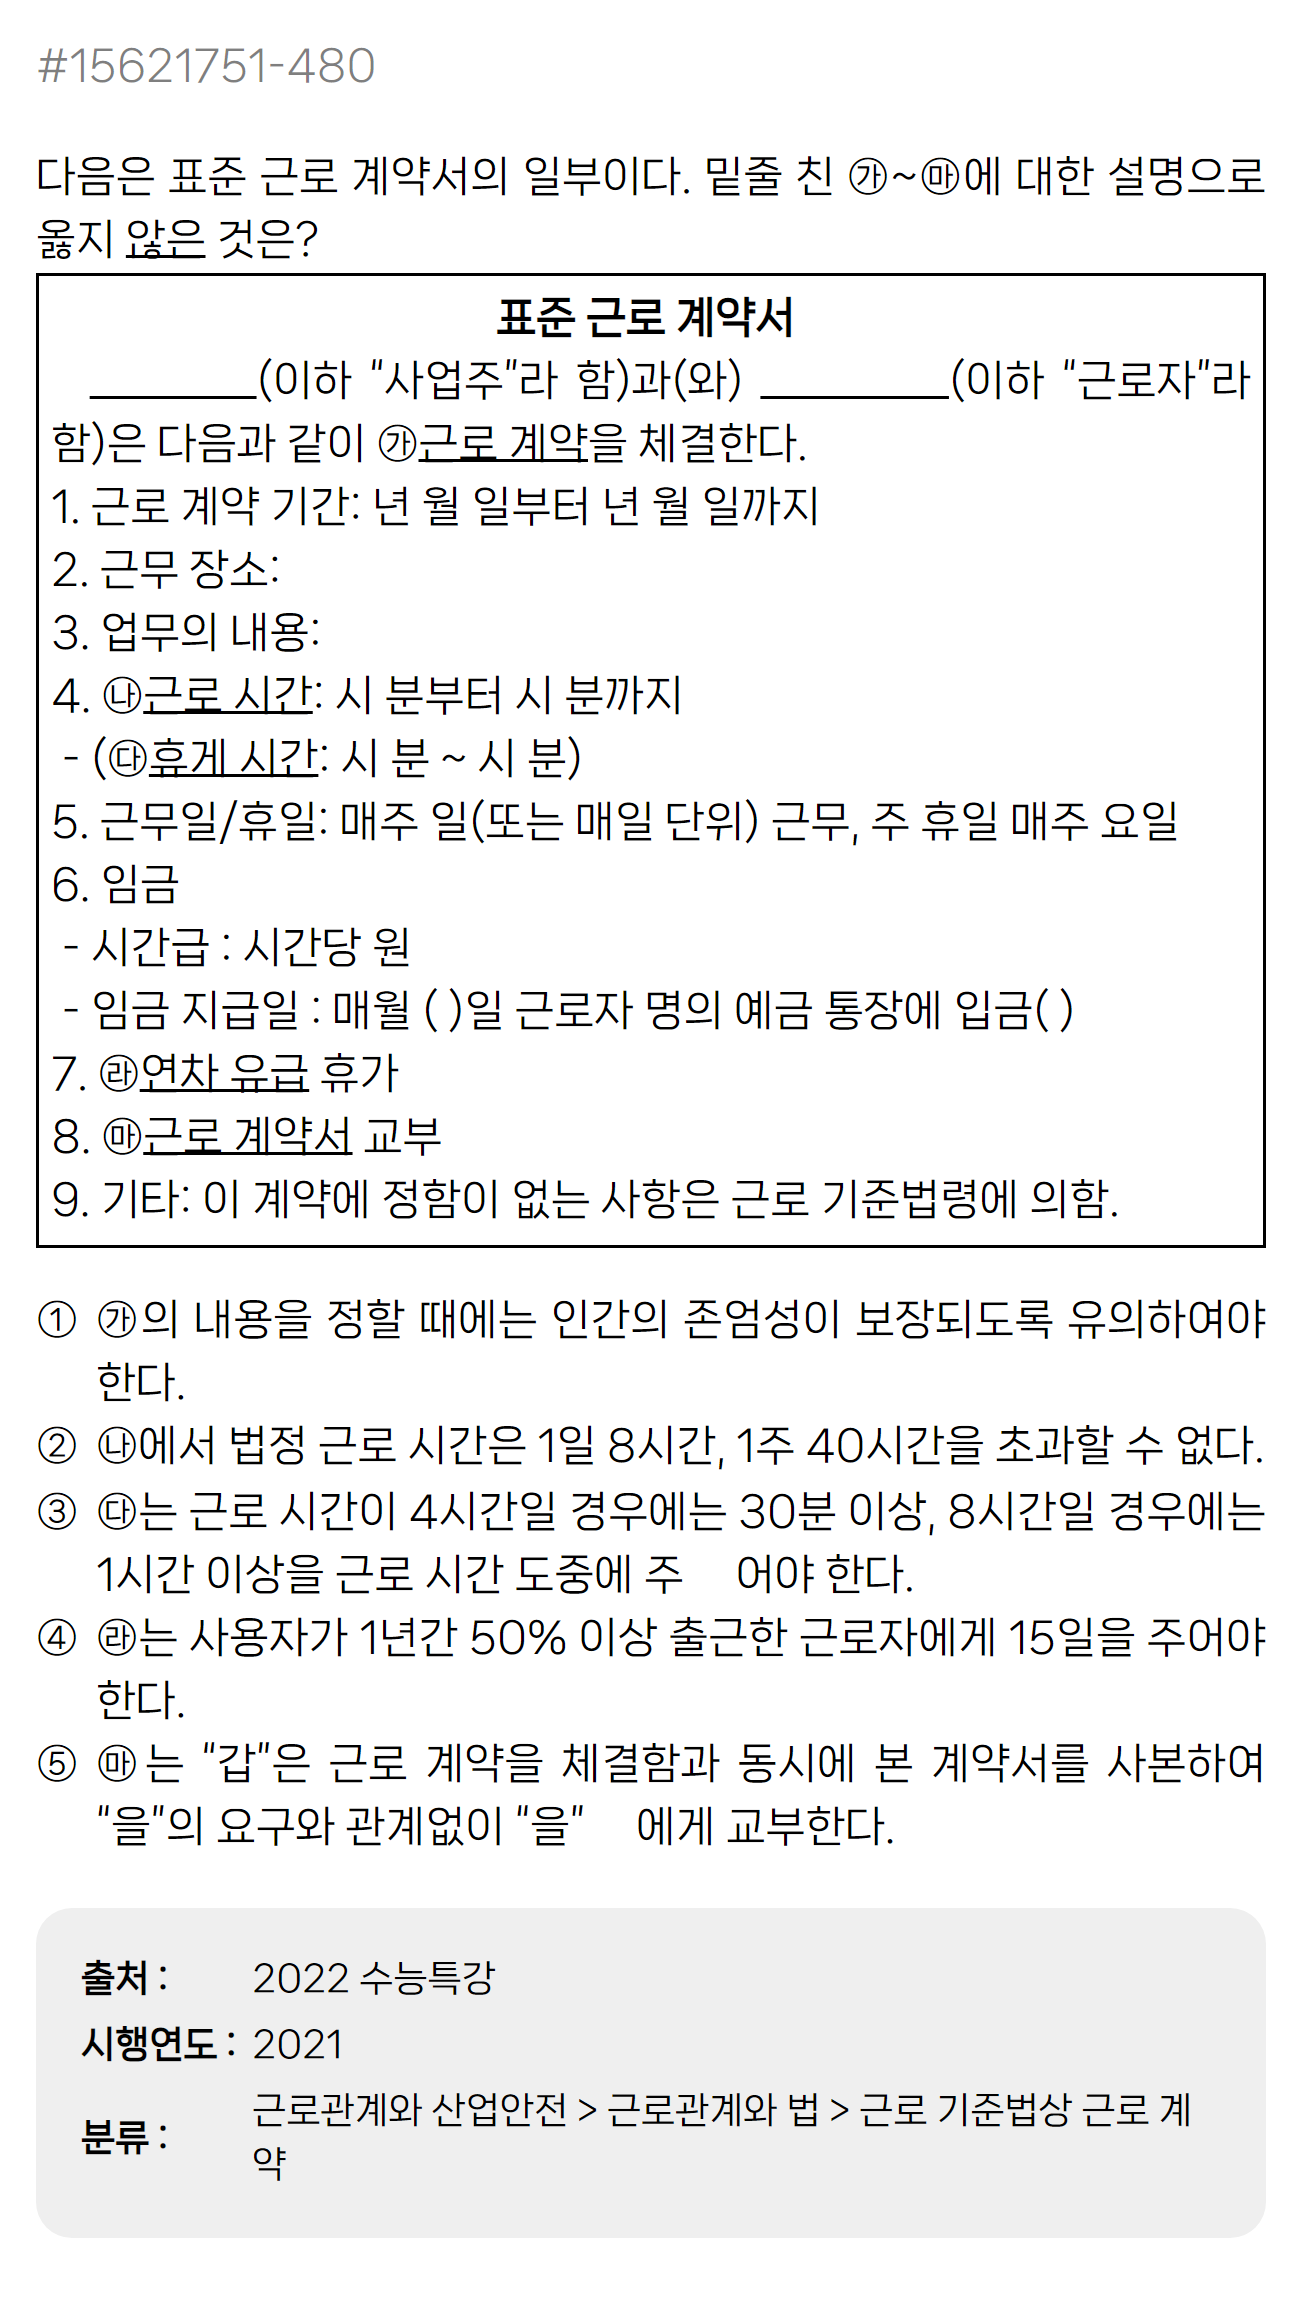 #15621751-480
다음은 표준 근로 계약서의 일부이다. 밑줄 친 ㉮~㉲에 대한 설명으로
옳지 않은 것은?
표준 근로 계약서
________(이하 “사업주”라 함)과(와) _________(이하 “근로자”라
함)은 다음과 같이 ㉮근로 계약을 체결한다.
1. 근로 계약 기간: 년 월 일부터 년 월 일까지
2. 근무 장소:
3. 업무의 내용:
4. ㉯근로 시간: 시 분부터 시 분까지
- (㉰휴게 시간: 시 분 ~ 시 분)
5. 근무일/휴일: 매주 일(또는 매일 단위) 근무, 주 휴일 매주 요일
6. 임금
- 시간급 : 시간당 원
- 임금 지급일 : 매월 ( )일 근로자 명의 예금 통장에 입금( )
7. ㉱연차 유급 휴가
8. ㉲근로 계약서 교부
9. 기타: 이 계약에 정함이 없는 사항은 근로 기준법령에 의함.
① ㉮의 내용을 정할 때에는 인간의 존엄성이 보장되도록 유의하여야
한다.
② ㉯에서 법정 근로 시간은 1일 8시간, 1주 40시간을 초과할 수 없다.
③ ㉰는 근로 시간이 4시간일 경우에는 30분 이상, 8시간일 경우에는
1시간 이상을 근로 시간 도중에 주 어야 한다.
④ ㉱는 사용자가 1년간 50% 이상 출근한 근로자에게 15일을 주어야
한다.
⑤ ㉲는 “갑”은 근로 계약을 체결함과 동시에 본 계약서를 사본하여
“을”의 요구와 관계없이 “을” 에게 교부한다.
출처 : 2022 수능특강
시행연도 : 2021
분류 : 근로관계와 산업안전 > 근로관계와 법 > 근로 기준법상 근로 계
약